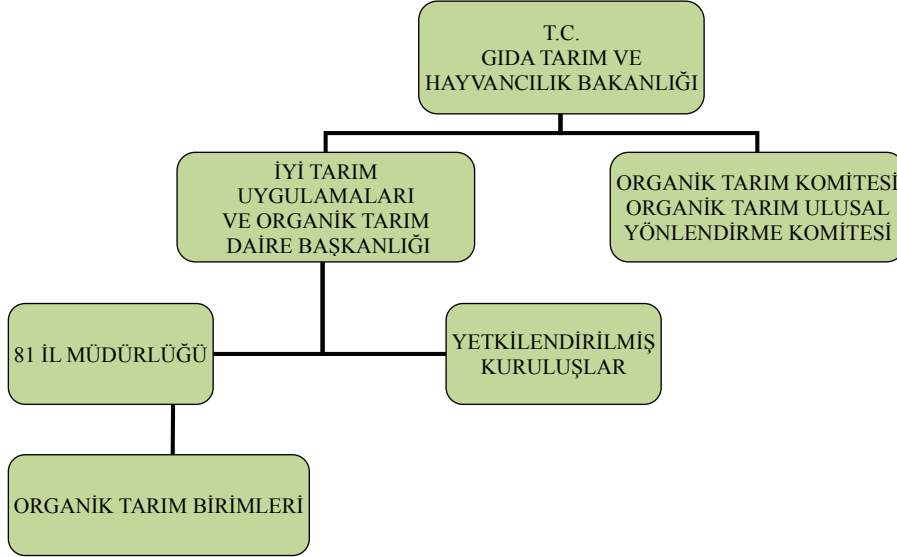 T.C.
GIDA TARIM VE
HAYVANCILIK BAKANLIĞI
İYİ TARIM
UYGULAMALARI
VE ORGANİK TARIM
DAİRE BAŞKANLIĞI
ORGANİK TARIM KOMİTESİ
ORGANİK TARIM ULUSAL
YÖNLENDİRME KOMİTESİ
81 İL MÜDÜRLÜĞÜ
YETKİLENDİRİLMİŞ
KURULUŞLAR
ORGANİK TARIM BİRİMLERİ